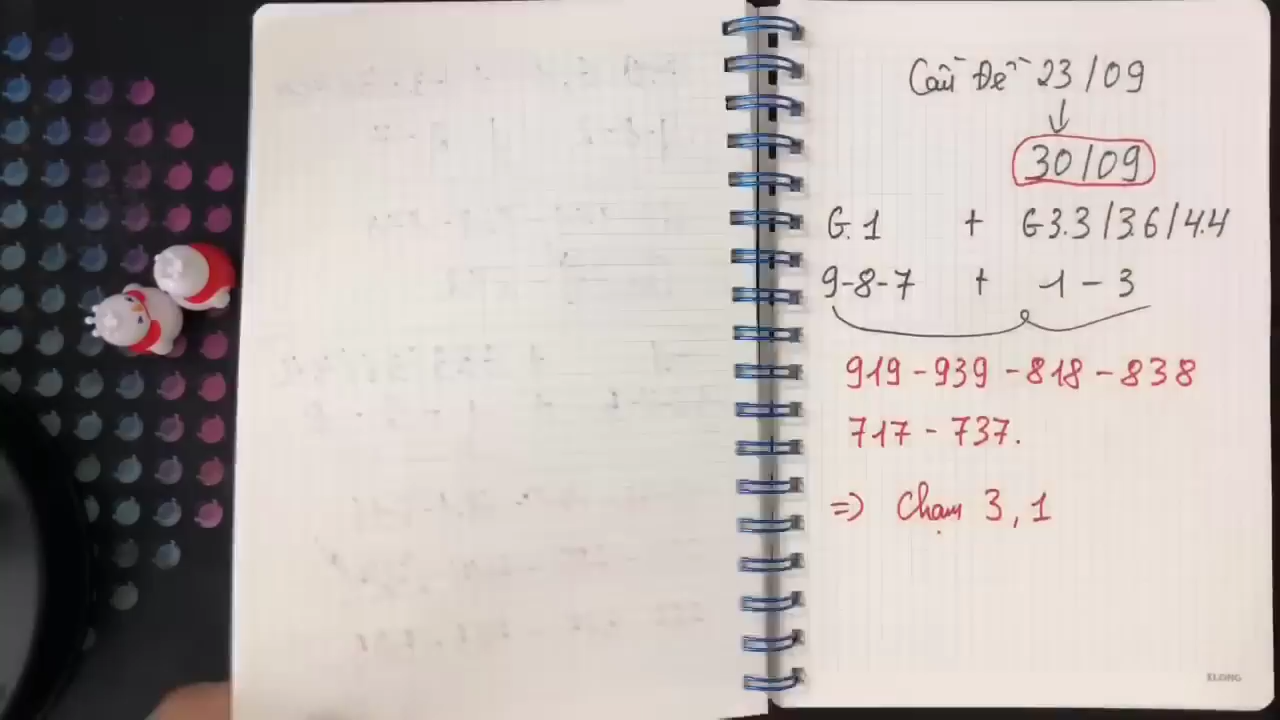 Cầu Đề 23/09
↓
30/09
G.1 + G3.3/3.6/4.4
9-8-7 + 1-3
919-939-818-838
717-737.
=> Chạm 3,1
ELONG